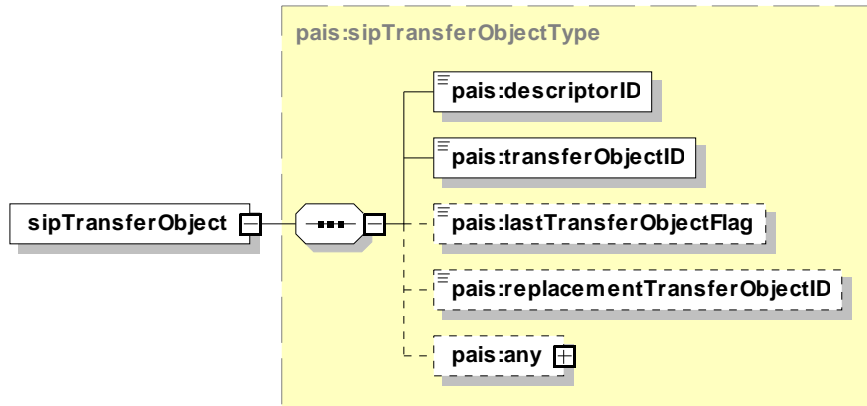 pais:sipTransferObjectType
pais:descriptorID
pais:transferObjectID
sipTransferObject
pais:lastTransferObjectFlag
pais:replacementTransferObjectID
pais:any